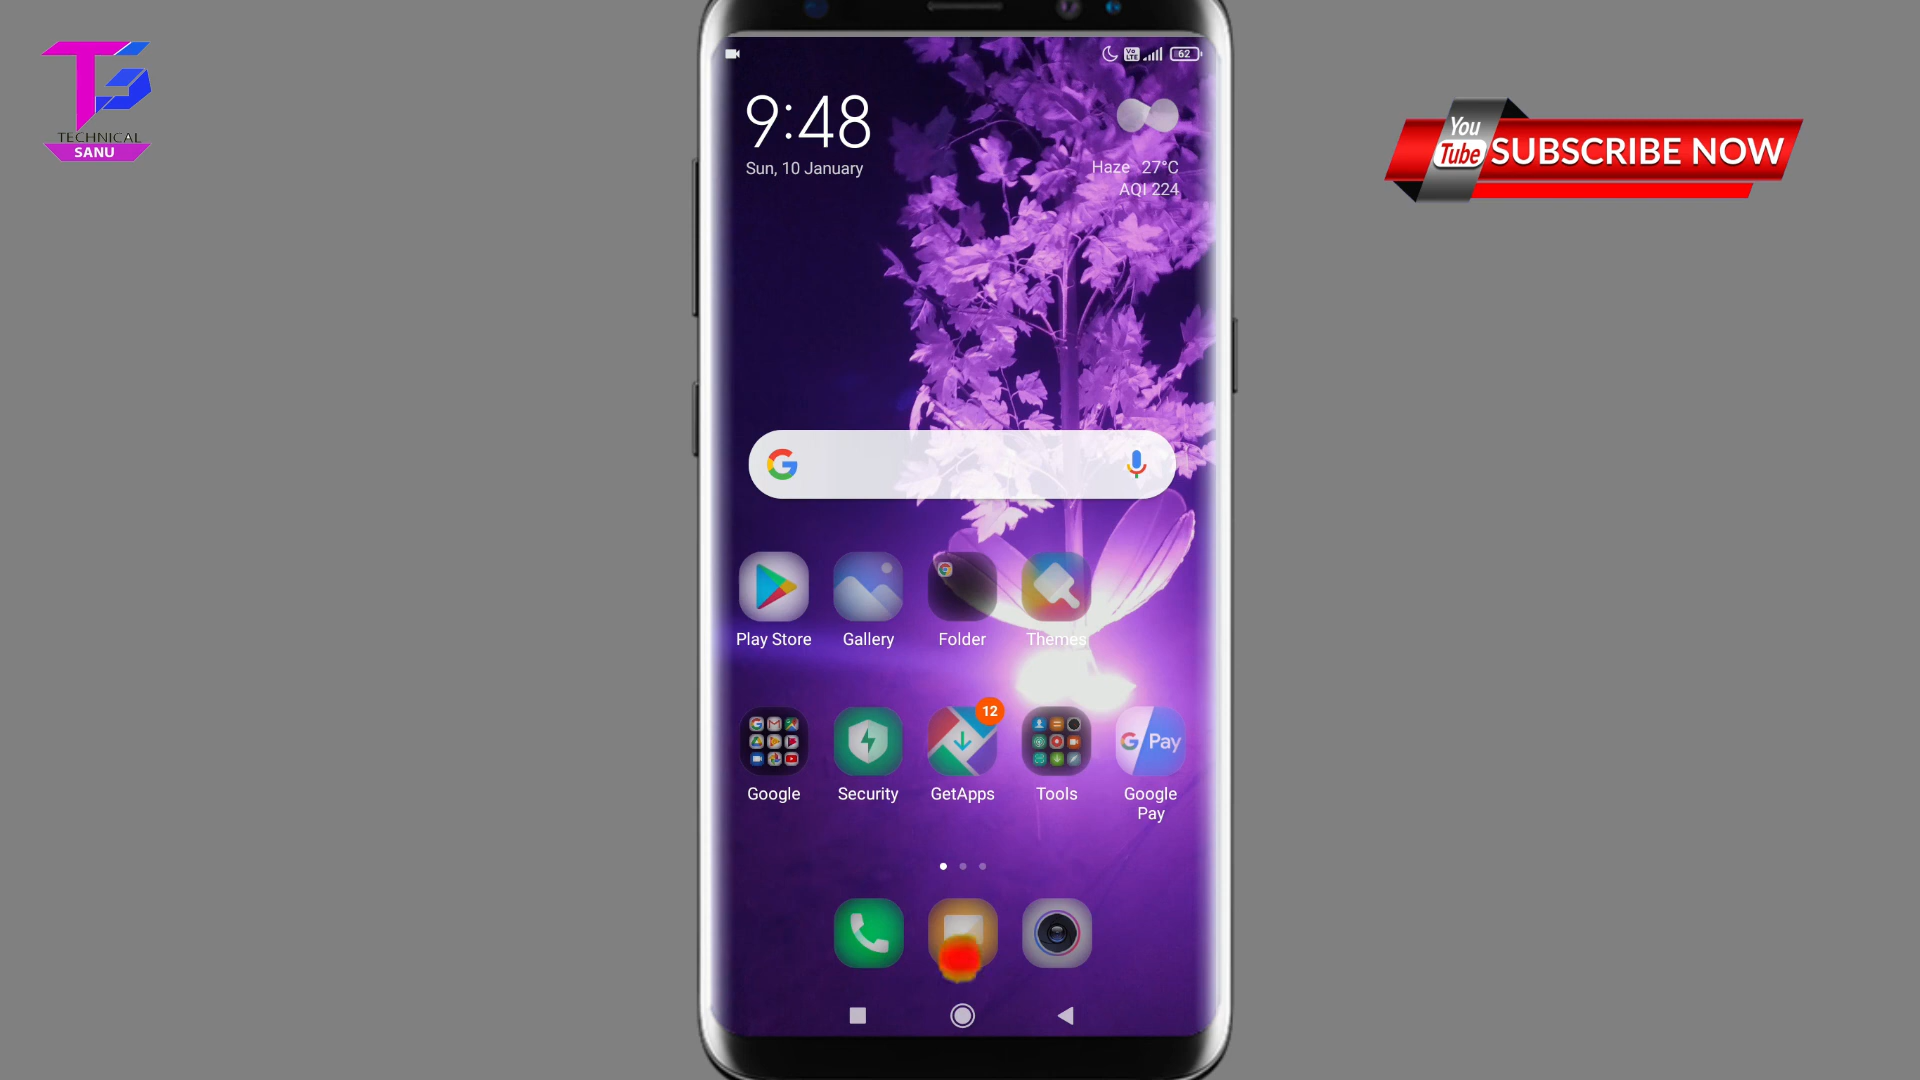 TECHNICAL
SANU
62
9:48
Sun, 10 January
Haze 27°C
AQI 224
You
Tube SUBSCRIBE NOW
Play Store Gallery Folder Themes
12
G Pay
Google Security GetApps Tools Google
Pay